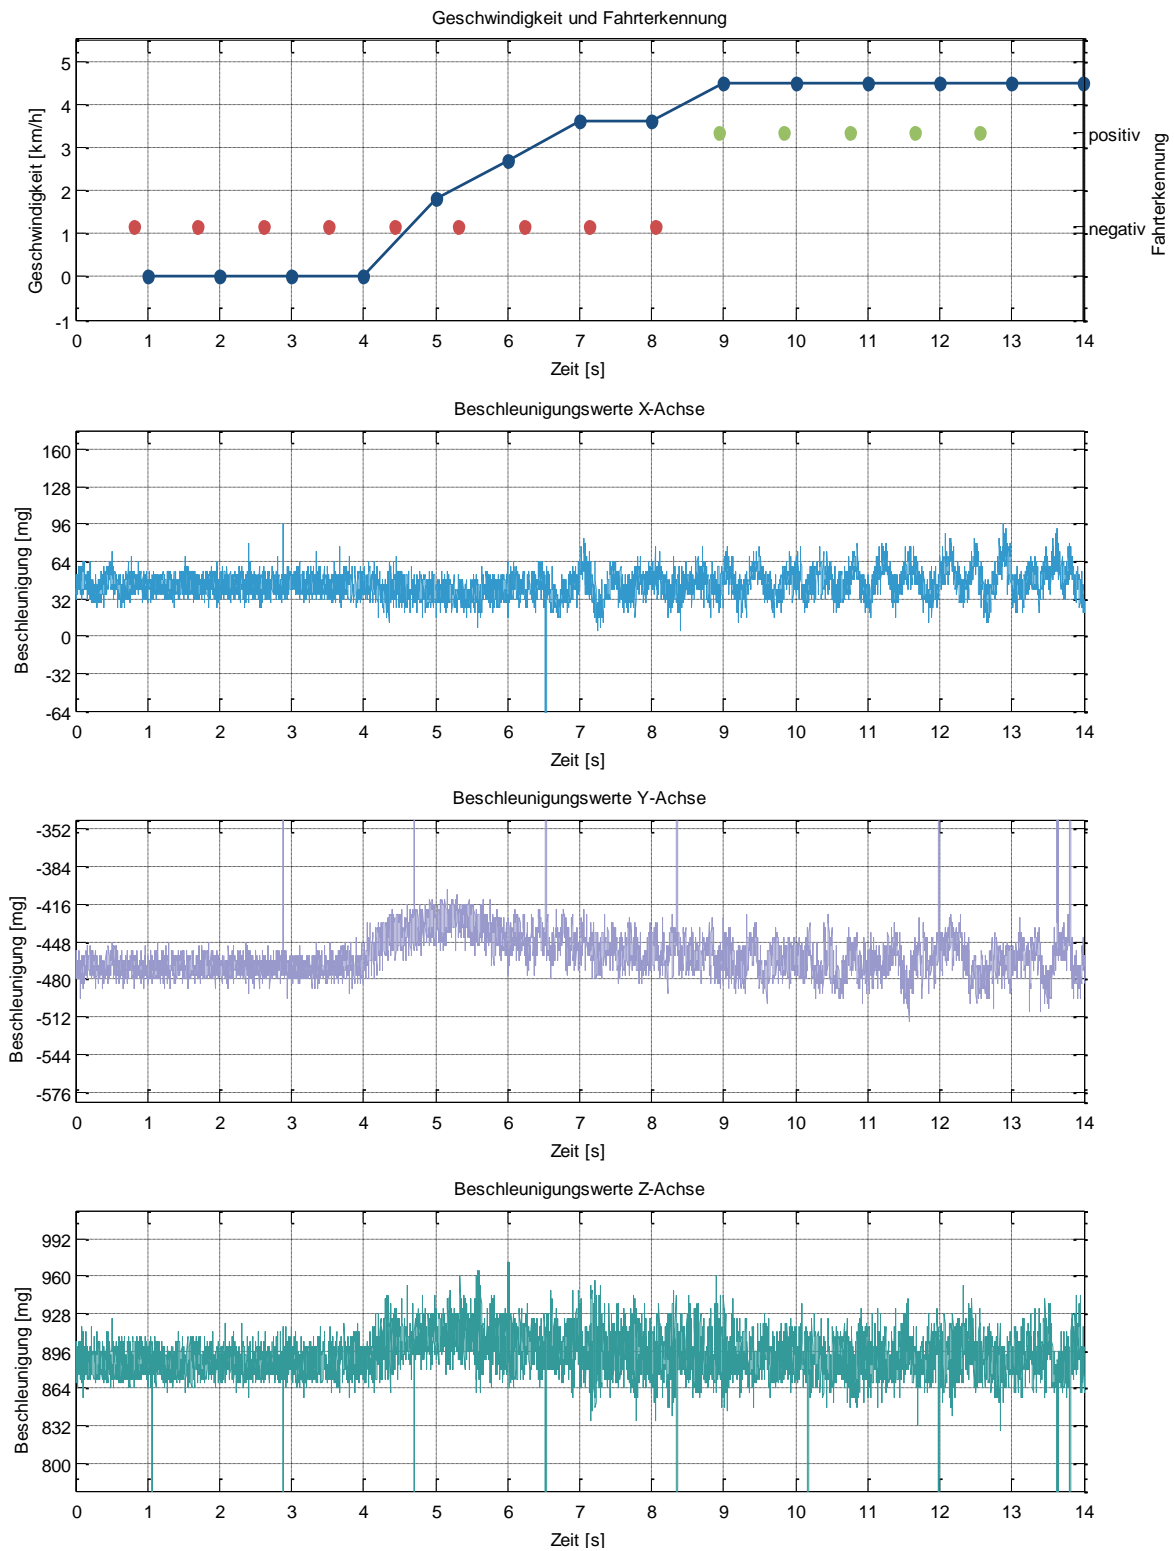 Geschwindigkeit und Fahrterkennung
Geschwindigkeit [km/h]
5
4
3
2
1
0
-1
positiv
negativ
Fahrterkennung
0 1 2 3 4 5 6 7 8 9 10 11 12 13 14
Zeit [s]
Beschleunigungswerte X-Achse
Beschleunigung [mg]
160
128
96
64
32
0
-32
-64
0 1 2 3 4 5 6 7 8 9 10 11 12 13 14
Zeit [s]
Beschleunigungswerte Y-Achse
Beschleunigung [mg]
-352
-384
-416
-448
-480
-512
-544
-576
0 1 2 3 4 5 6 7 8 9 10 11 12 13 14
Zeit [s]
Beschleunigungswerte Z-Achse
Beschleunigung [mg]
992
960
928
896
864
832
800
0 1 2 3 4 5 6 7 8 9 10 11 12 13 14
Zeit [s]